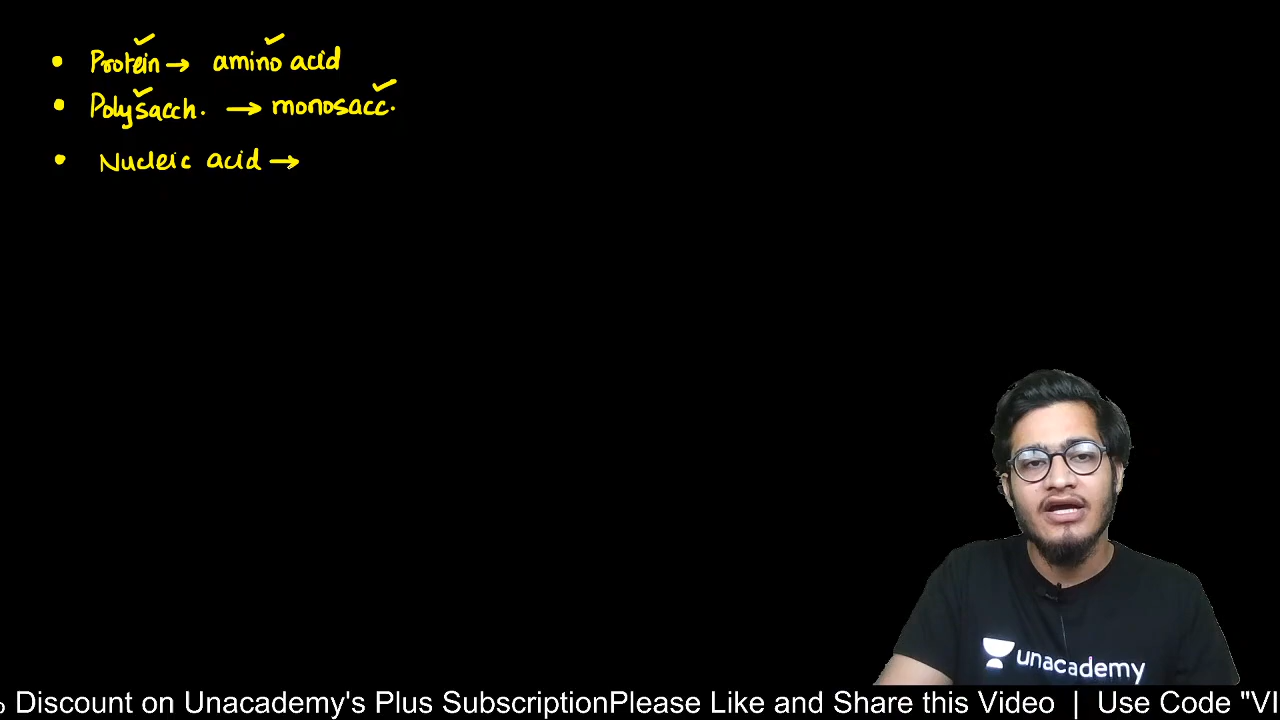 • Protein → amino acid
• Polysacch. → monosacc.
• Nucleic acid →
unacademy
Discount on Unacademy's Plus SubscriptionPlease Like and Share this Video | Use Code "VI